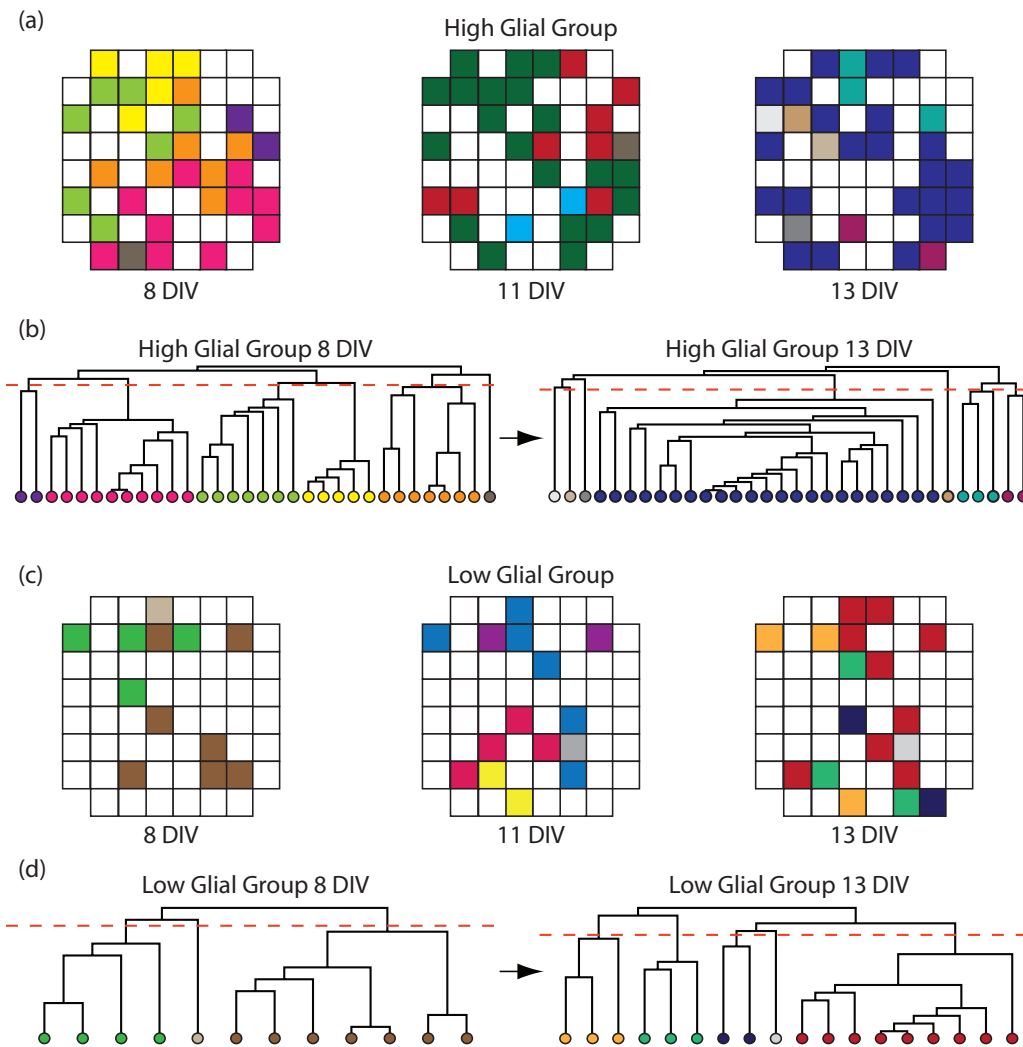 (a)
High Glial Group
8 DIV
11 DIV
13 DIV
(b)
High Glial Group 8 DIV
High Glial Group 13 DIV
(c)
Low Glial Group
8 DIV
11 DIV
13 DIV
(d)
Low Glial Group 8 DIV
Low Glial Group 13 DIV